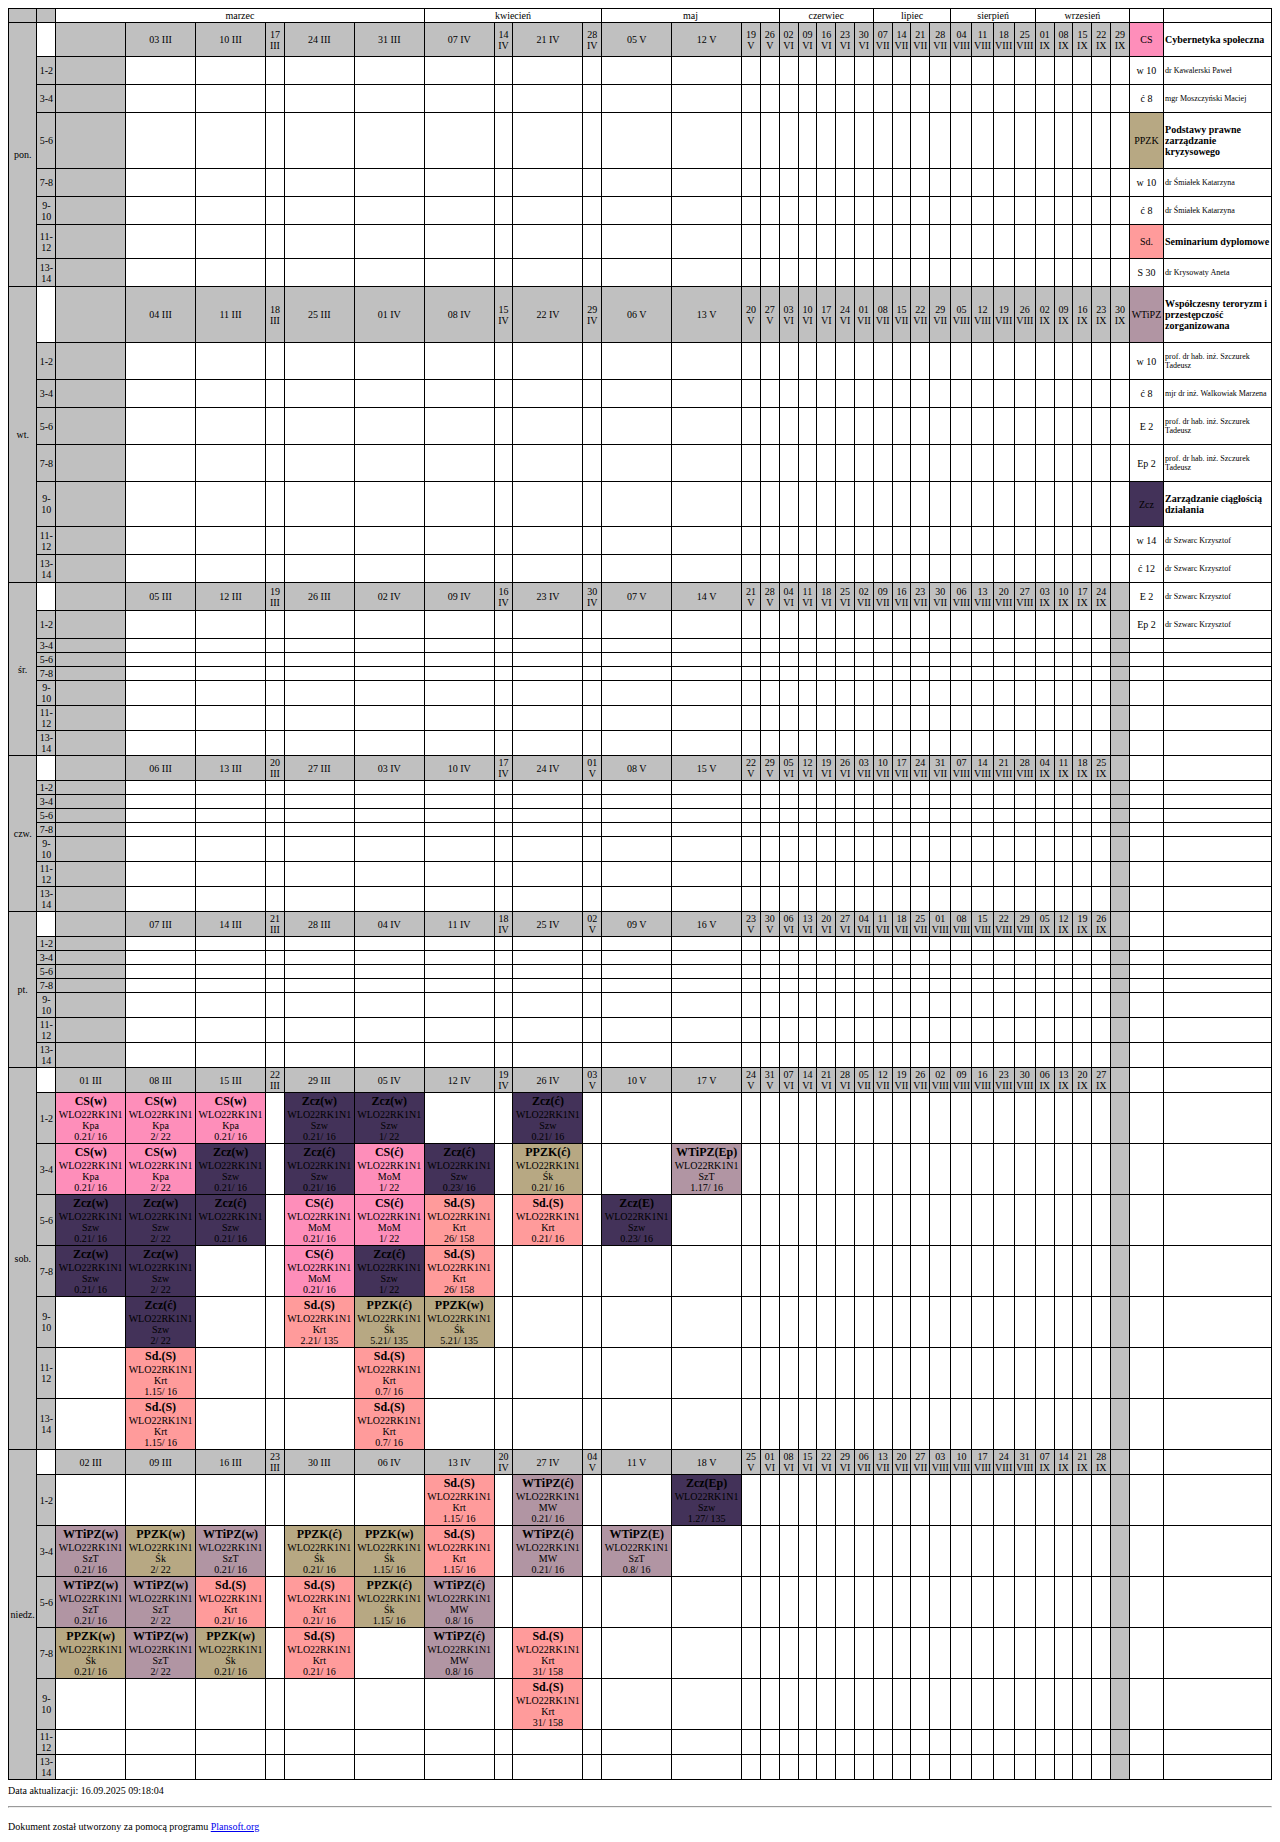 marzec kwiecień maj czerwiec lipiec sierpień wrzesień
pon. 03 III 10 III 17 III 24 III 31 III 07 IV 14 IV 21 IV 28 IV 05 V 12 V 19 V 26 V 02 VI 09 VI 16 VI 23 VI 30 VI 07 VII 14 VII 21 VII 28 VII 04 VIII 11 VIII 18 VIII 25 VIII 01 IX 08 IX 15 IX 22 IX 29 IX CS Cybernetyka społeczna
1-2 w 10 dr Kawalerski Paweł
3-4 ć 8 mgr Moszczyński Maciej
5-6 PPZK Podstawy prawne zarządzanie kryzysowego
7-8 w 10 dr Śmiałek Katarzyna
9-10 ć 8 dr Śmiałek Katarzyna
11-12 Sd. Seminarium dyplomowe
13-14 S 30 dr Krysowaty Aneta
wt. 04 III 11 III 18 III 25 III 01 IV 08 IV 15 IV 22 IV 29 IV 06 V 13 V 20 V 27 V 03 VI 10 VI 17 VI 24 VI 01 VII 08 VII 15 VII 22 VII 29 VII 05 VIII 12 VIII 19 VIII 26 VIII 02 IX 09 IX 16 IX 23 IX 30 IX WTiPZ Współczesny teroryzm i przestępczość zorganizowana
1-2 w 10 prof. dr hab. inż. Szczurek Tadeusz
3-4 ć 8 mjr dr inż. Walkowiak Marzena
5-6 E 2 prof. dr hab. inż. Szczurek Tadeusz
7-8 Ep 2 prof. dr hab. inż. Szczurek Tadeusz
9-10 Zcz Zarządzanie ciągłością działania
11-12 w 14 dr Szwarc Krzysztof
13-14 ć 12 dr Szwarc Krzysztof
śr. 05 III 12 III 19 III 26 III 02 IV 09 IV 16 IV 23 IV 30 IV 07 V 14 V 21 V 28 V 04 VI 11 VI 18 VI 25 VI 02 VII 09 VII 16 VII 23 VII 30 VII 06 VIII 13 VIII 20 VIII 27 VIII 03 IX 10 IX 17 IX 24 IX E 2 dr Szwarc Krzysztof
1-2 Ep 2 dr Szwarc Krzysztof
3-4
5-6
7-8
9-10
11-12
13-14
czw. 06 III 13 III 20 III 27 III 03 IV 10 IV 17 IV 24 IV 01 V 08 V 15 V 22 V 29 V 05 VI 12 VI 19 VI 26 VI 03 VII 10 VII 17 VII 24 VII 31 VII 07 VIII 14 VIII 21 VIII 28 VIII 04 IX 11 IX 18 IX 25 IX
1-2
3-4
5-6
7-8
9-10
11-12
13-14
pt. 07 III 14 III 21 III 28 III 04 IV 11 IV 18 IV 25 IV 02 V 09 V 16 V 23 V 30 V 06 VI 13 VI 20 VI 27 VI 04 VII 11 VII 18 VII 25 VII 01 VIII 08 VIII 15 VIII 22 VIII 29 VIII 05 IX 12 IX 19 IX 26 IX
1-2
3-4
5-6
7-8
9-10
11-12
13-14
sob. 01 III 08 III 15 III 22 III 29 III 05 IV 12 IV 19 IV 26 IV 03 V 10 V 17 V 24 V 31 V 07 VI 14 VI 21 VI 28 VI 05 VII 12 VII 19 VII 26 VII 02 VIII 09 VIII 16 VIII 23 VIII 30 VIII 06 IX 13 IX 20 IX 27 IX
1-2 CS(w) CS(w) CS(w) Zcz(w) Zcz(w) Zcz(ć)
WLO22RK1N1 WLO22RK1N1 WLO22RK1N1 WLO22RK1N1 WLO22RK1N1 WLO22RK1N1
Kpa Kpa Kpa Szw Szw Szw
0.21/ 16 2/ 22 0.21/ 16 0.21/ 16 1/ 22 0.21/ 16
3-4 CS(w) CS(w) Zcz(w) Zcz(ć) CS(ć) Zcz(ć) PPZK(ć) WTiPZ(Ep)
WLO22RK1N1 WLO22RK1N1 WLO22RK1N1 WLO22RK1N1 WLO22RK1N1 WLO22RK1N1 WLO22RK1N1 WLO22RK1N1
Kpa Kpa Szw Szw MoM Szw Śk SzT
0.21/ 16 2/ 22 0.21/ 16 0.21/ 16 1/ 22 0.23/ 16 0.21/ 16 1.17/ 16
5-6 Zcz(w) Zcz(w) Zcz(ć) CS(ć) CS(ć) Sd.(S) Sd.(S) Zcz(E)
WLO22RK1N1 WLO22RK1N1 WLO22RK1N1 WLO22RK1N1 WLO22RK1N1 WLO22RK1N1 WLO22RK1N1 WLO22RK1N1
Szw Szw Szw MoM MoM Krt Krt Szw
0.21/ 16 2/ 22 0.21/ 16 0.21/ 16 1/ 22 26/ 158 0.21/ 16 0.23/ 16
7-8 Zcz(w) Zcz(w) CS(ć) Zcz(ć) Sd.(S)
WLO22RK1N1 WLO22RK1N1 WLO22RK1N1 WLO22RK1N1 WLO22RK1N1
Szw Szw MoM Szw Krt
0.21/ 16 2/ 22 0.21/ 16 1/ 22 26/ 158
9-10 Zcz(ć) Sd.(S) PPZK(ć) PPZK(w)
WLO22RK1N1 WLO22RK1N1 WLO22RK1N1 WLO22RK1N1
Szw Krt Śk Śk
2/ 22 2.21/ 135 5.21/ 135 5.21/ 135
11-12 Sd.(S) Sd.(S)
WLO22RK1N1 WLO22RK1N1
Krt Krt
1.15/ 16 0.7/ 16
13-14 Sd.(S) Sd.(S)
WLO22RK1N1 WLO22RK1N1
Krt Krt
1.15/ 16 0.7/ 16
niedz. 02 III 09 III 16 III 23 III 30 III 06 IV 13 IV 20 IV 27 IV 04 V 11 V 18 V 25 V 01 VI 08 VI 15 VI 22 VI 29 VI 06 VII 13 VII 20 VII 27 VII 03 VIII 10 VIII 17 VIII 24 VIII 31 VIII 07 IX 14 IX 21 IX 28 IX
1-2 Sd.(S) WTiPZ(ć) Zcz(Ep)
WLO22RK1N1 WLO22RK1N1 WLO22RK1N1
Krt MW Szw
1.15/ 16 0.21/ 16 1.27/ 135
3-4 WTiPZ(w) PPZK(w) WTiPZ(w) PPZK(ć) PPZK(w) Sd.(S) WTiPZ(ć) WTiPZ(E)
WLO22RK1N1 WLO22RK1N1 WLO22RK1N1 WLO22RK1N1 WLO22RK1N1 WLO22RK1N1 WLO22RK1N1 WLO22RK1N1
SzT Śk SzT Śk Śk Krt MW SzT
0.21/ 16 2/ 22 0.21/ 16 0.21/ 16 1.15/ 16 1.15/ 16 0.21/ 16 0.8/ 16
5-6 WTiPZ(w) WTiPZ(w) Sd.(S) Sd.(S) PPZK(ć) WTiPZ(ć)
WLO22RK1N1 WLO22RK1N1 WLO22RK1N1 WLO22RK1N1 WLO22RK1N1 WLO22RK1N1
SzT SzT Krt Krt Śk MW
0.21/ 16 2/ 22 0.21/ 16 0.21/ 16 1.15/ 16 0.8/ 16
7-8 PPZK(w) WTiPZ(w) PPZK(w) Sd.(S) WTiPZ(ć) Sd.(S)
WLO22RK1N1 WLO22RK1N1 WLO22RK1N1 WLO22RK1N1 WLO22RK1N1 WLO22RK1N1
Śk SzT Śk Krt MW Krt
0.21/ 16 2/ 22 0.21/ 16 0.21/ 16 0.8/ 16 31/ 158
9-10 Sd.(S)
WLO22RK1N1
Krt
31/ 158
11-12
13-14
Data aktualizacji: 16.09.2025 09:18:04
Dokument został utworzony za pomocą programu Plansoft.org